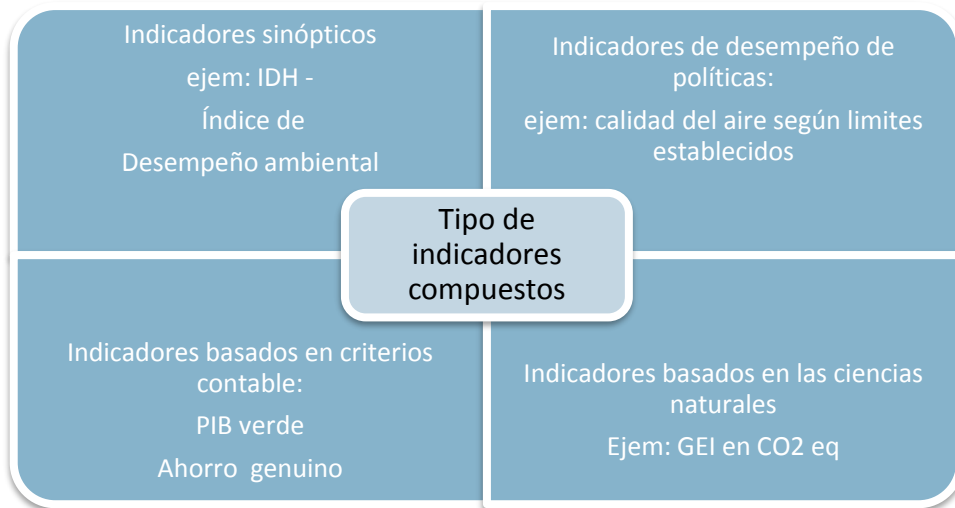 Indicadores sinópticos
ejem: IDH -
Índice de
Desempeño ambiental
Indicadores de desempeño de
políticas:
ejem: calidad del aire según limites
establecidos
Tipo de
indicadores
compuestos
Indicadores basados en criterios
contable:
PIB verde
Ahorro genuino
Indicadores basados en las ciencias
naturales
Ejem: GEI en CO2 eq